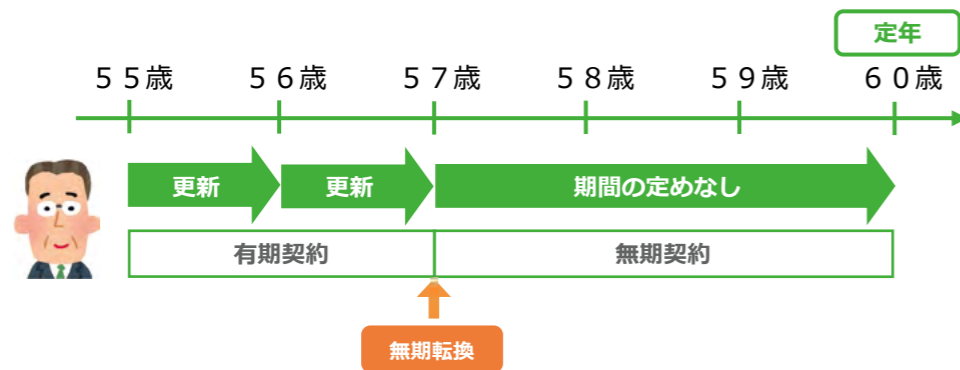 定年
５５歳 ５６歳 ５７歳 ５８歳 ５９歳 ６０歳
更新 更新 期間の定めなし
有期契約 無期契約
無期転換